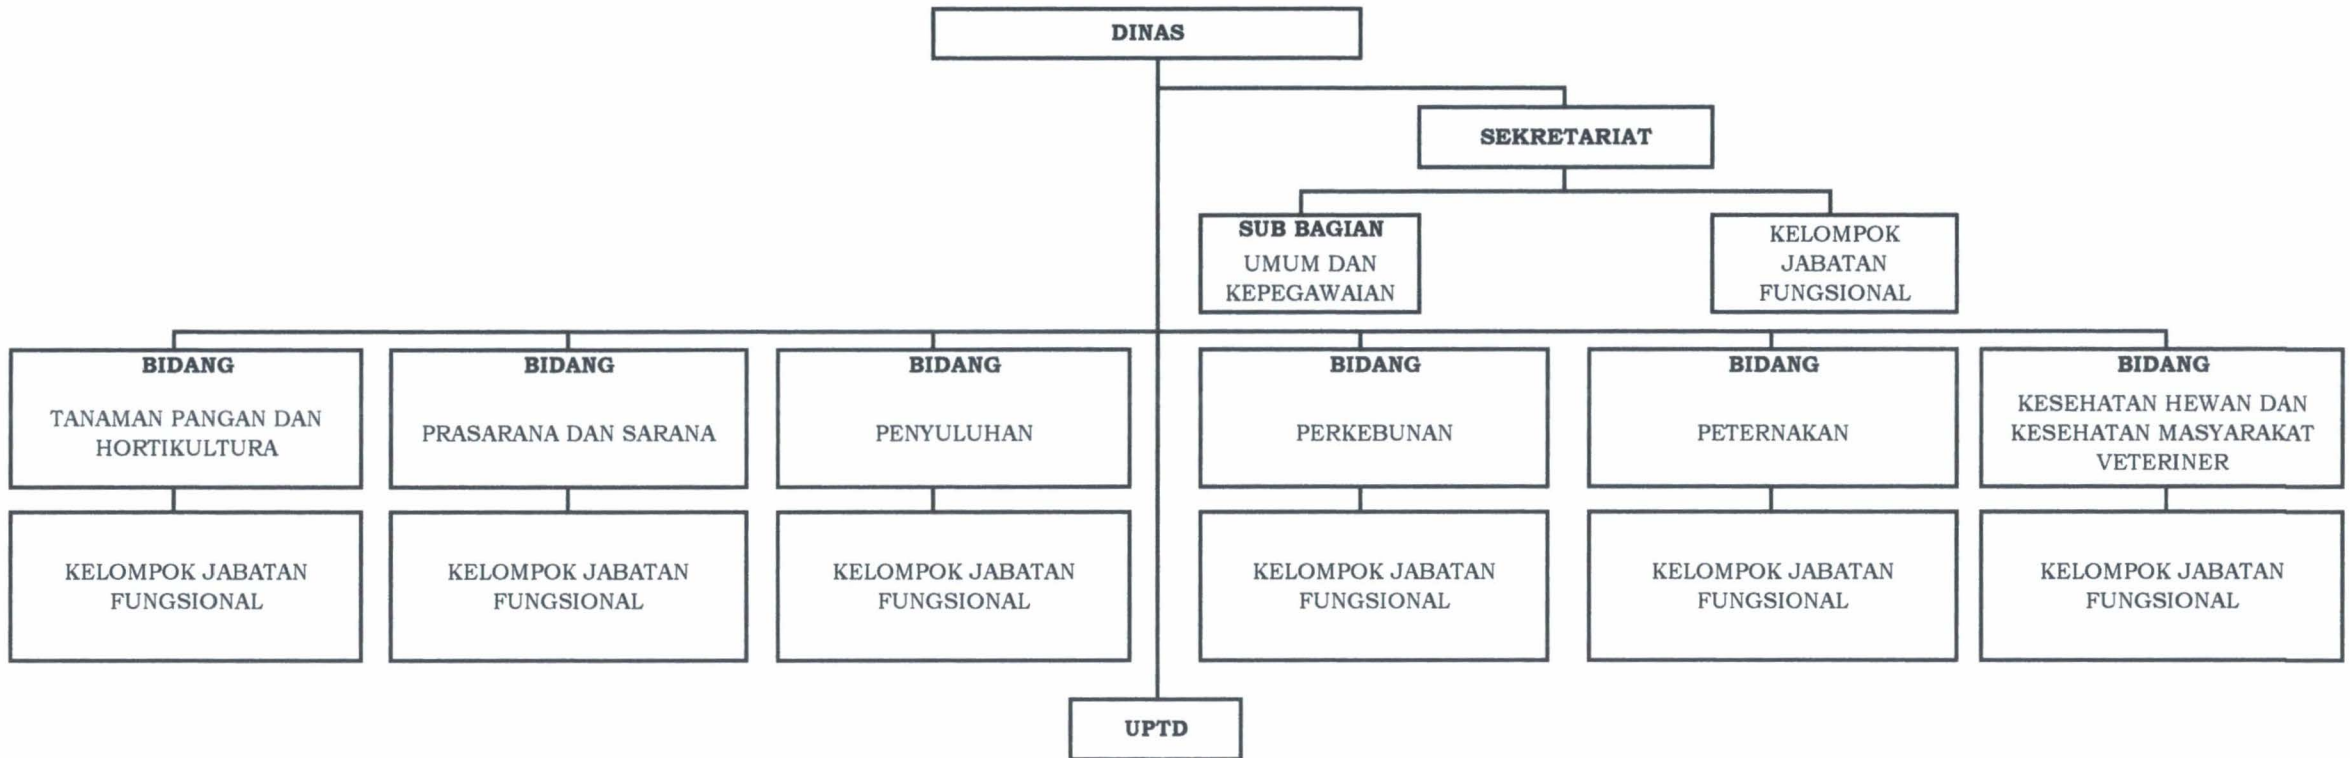 DINAS
SEKRETARIAT
SUB BAGIAN
UMUM DAN
KEPEGAWAIAN
KELOMPOK
JABATAN
FUNGSIONAL
BIDANG
TANAMAN PANGAN DAN
HORTIKULTURA
BIDANG
PRASARANA DAN SARANA
BIDANG
PENYULUHAN
BIDANG
PERKEBUNAN
BIDANG
PETERNAKAN
BIDANG
KESEHATAN HEWAN DAN
KESEHATAN MASYARAKAT
VETERINER
KELOMPOK JABATAN
FUNGSIONAL
KELOMPOK JABATAN
FUNGSIONAL
KELOMPOK JABATAN
FUNGSIONAL
KELOMPOK JABATAN
FUNGSIONAL
KELOMPOK JABATAN
FUNGSIONAL
KELOMPOK JABATAN
FUNGSIONAL
UPTD